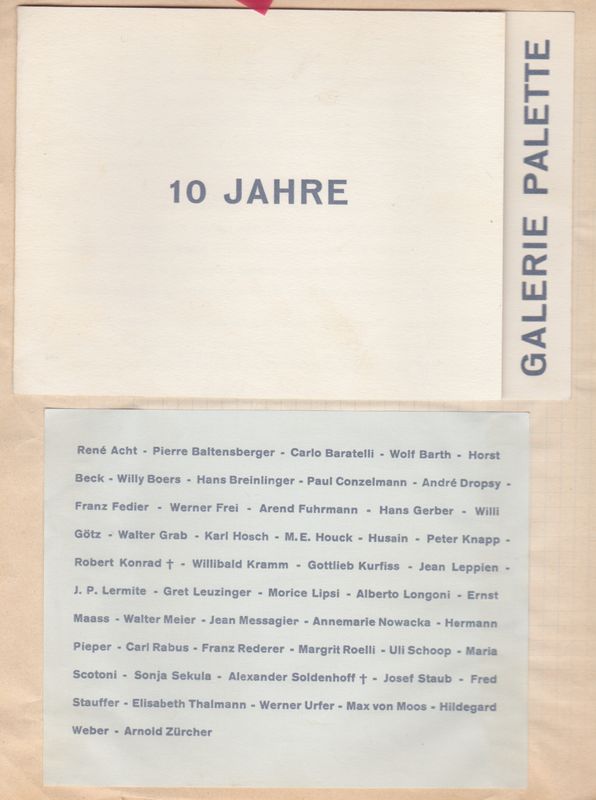 10 JAHRE
GALERIE PALETTE
René Acht - Pierre Baltensberger - Carlo Baratelli - Wolf Barth - Horst
Beck - Willy Boers - Hans Breinlinger - Paul Conzelmann - André Dropsy -
Franz Fedier - Werner Frei - Arend Fuhrmann - Hans Gerber - Willi
Götz - Walter Grab - Karl Hosch - M.E. Houck - Husain - Peter Knapp -
Robert Konrad † - Willibald Kramm - Gottlieb Kurfiss - Jean Leppien -
J. P. Lermite - Gret Leuzinger - Morice Lipsi - Alberto Longoni - Ernst
Maass - Walter Meier - Jean Messagier - Annemarie Nowacka - Hermann
Pieper - Carl Rabus - Franz Rederer - Margrit Roelli - Uli Schoop - Maria
Scotoni - Sonja Sekula - Alexander Soldenhoff † - Josef Staub - Fred
Stauffer - Elisabeth Thalmann - Werner Urfer - Max von Moos - Hildegard
Weber - Arnold Zürcher